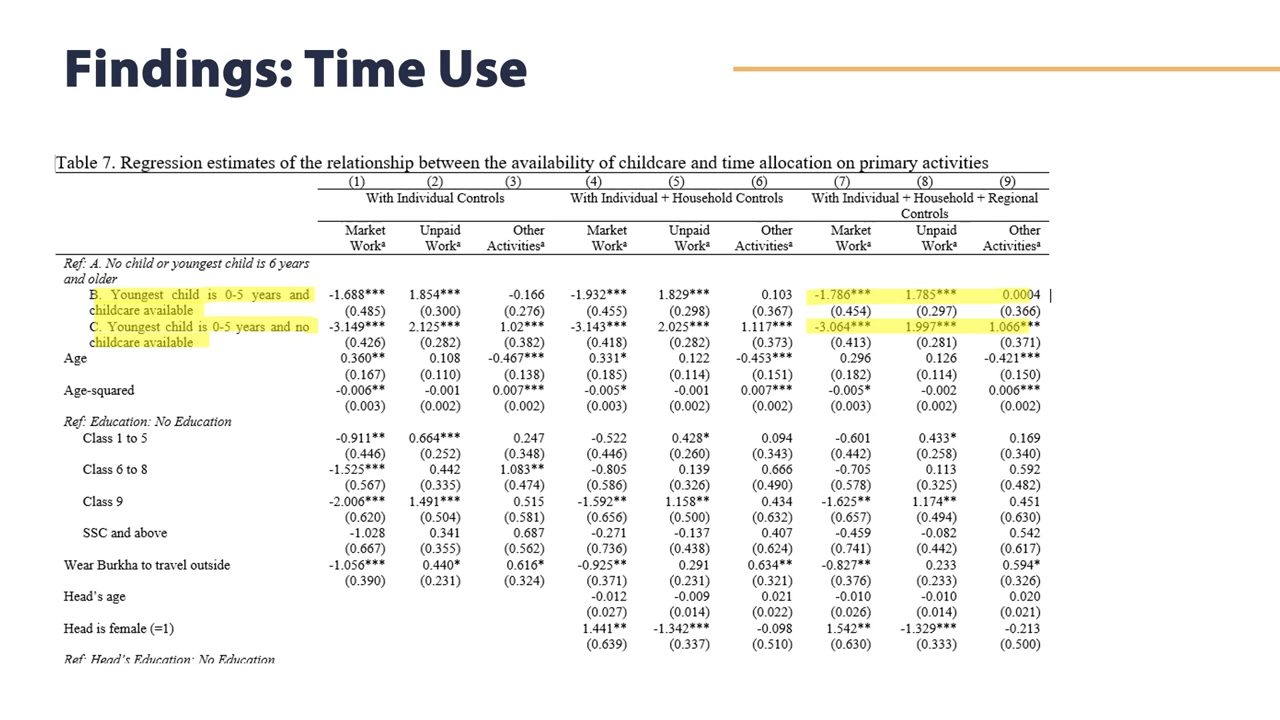 Findings: Time Use
Table 7. Regression estimates of the relationship between the availability of childcare and time allocation on primary activities
(1) (2) (3) (4) (5) (6) (7) (8) (9)
With Individual Controls With Individual + Household Controls With Individual + Household + Regional
Controls
Market Unpaid Other Market Unpaid Other Market Unpaid Other
Workᵃ Workᵃ Activitiesᵃ Workᵃ Workᵃ Activitiesᵃ Workᵃ Workᵃ Activitiesᵃ
Ref: A. No child or youngest child is 6 years
and older
B. Youngest child is 0-5 years and -1.688*** 1.854*** -0.166 -1.932*** 1.829*** 0.103 -1.786*** 1.785*** 0.0004
childcare available (0.485) (0.300) (0.276) (0.455) (0.298) (0.367) (0.454) (0.297) (0.366)
C. Youngest child is 0-5 years and no -3.149*** 2.125*** 1.02*** -3.143*** 2.025*** 1.117*** -3.064*** 1.997*** 1.066***
childcare available (0.426) (0.282) (0.382) (0.418) (0.282) (0.373) (0.413) (0.281) (0.371)
Age 0.360** 0.108 -0.467*** 0.331* 0.122 -0.453*** 0.296 0.126 -0.421***
(0.167) (0.110) (0.138) (0.185) (0.114) (0.151) (0.182) (0.114) (0.150)
Age-squared -0.006** -0.001 0.007*** -0.005* -0.001 0.007*** -0.005* -0.002 0.006***
(0.003) (0.002) (0.002) (0.003) (0.002) (0.002) (0.003) (0.002) (0.002)
Ref: Education: No Education
Class 1 to 5 -0.911** 0.664*** 0.247 -0.522 0.428* 0.094 -0.601 0.433* 0.169
(0.446) (0.252) (0.348) (0.446) (0.260) (0.343) (0.442) (0.258) (0.340)
Class 6 to 8 -1.525*** 0.442 1.083** -0.805 0.139 0.666 -0.705 0.113 0.592
(0.567) (0.335) (0.474) (0.586) (0.326) (0.490) (0.578) (0.325) (0.482)
Class 9 -2.006*** 1.491*** 0.515 -1.592** 1.158** 0.434 -1.625** 1.174** 0.451
(0.620) (0.504) (0.581) (0.656) (0.500) (0.632) (0.657) (0.494) (0.630)
SSC and above -1.028 0.341 0.687 -0.271 -0.137 0.407 -0.459 -0.082 0.542
(0.667) (0.355) (0.562) (0.736) (0.438) (0.624) (0.741) (0.442) (0.617)
Wear Burkha to travel outside -1.056*** 0.440* 0.616* -0.925** 0.291 0.634** -0.827** 0.233 0.594*
(0.390) (0.231) (0.324) (0.371) (0.231) (0.321) (0.376) (0.233) (0.326)
Head's age -0.012 -0.009 0.021 -0.010 -0.010 0.020
(0.027) (0.014) (0.022) (0.026) (0.014) (0.021)
Head is female (=1) 1.441** -1.342*** -0.098 1.542** -1.329*** -0.213
(0.639) (0.337) (0.510) (0.630) (0.333) (0.500)
Ref: Head's Education: No Education